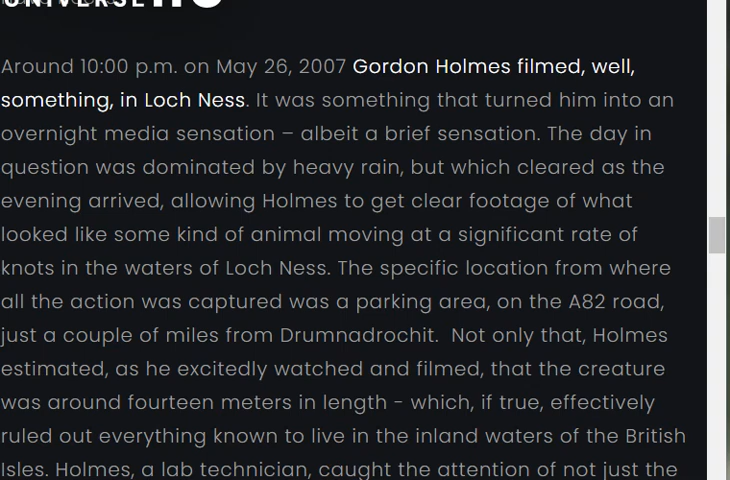 UNIVERSE
Around 10:00 p.m. on May 26, 2007 Gordon Holmes filmed, well,
something, in Loch Ness. It was something that turned him into an
overnight media sensation – albeit a brief sensation. The day in
question was dominated by heavy rain, but which cleared as the
evening arrived, allowing Holmes to get clear footage of what
looked like some kind of animal moving at a significant rate of
knots in the waters of Loch Ness. The specific location from where
all the action was captured was a parking area, on the A82 road,
just a couple of miles from Drumnadrochit.  Not only that, Holmes
estimated, as he excitedly watched and filmed, that the creature
was around fourteen meters in length - which, if true, effectively
ruled out everything known to live in the inland waters of the British
Isles. Holmes, a lab technician, caught the attention of not just the